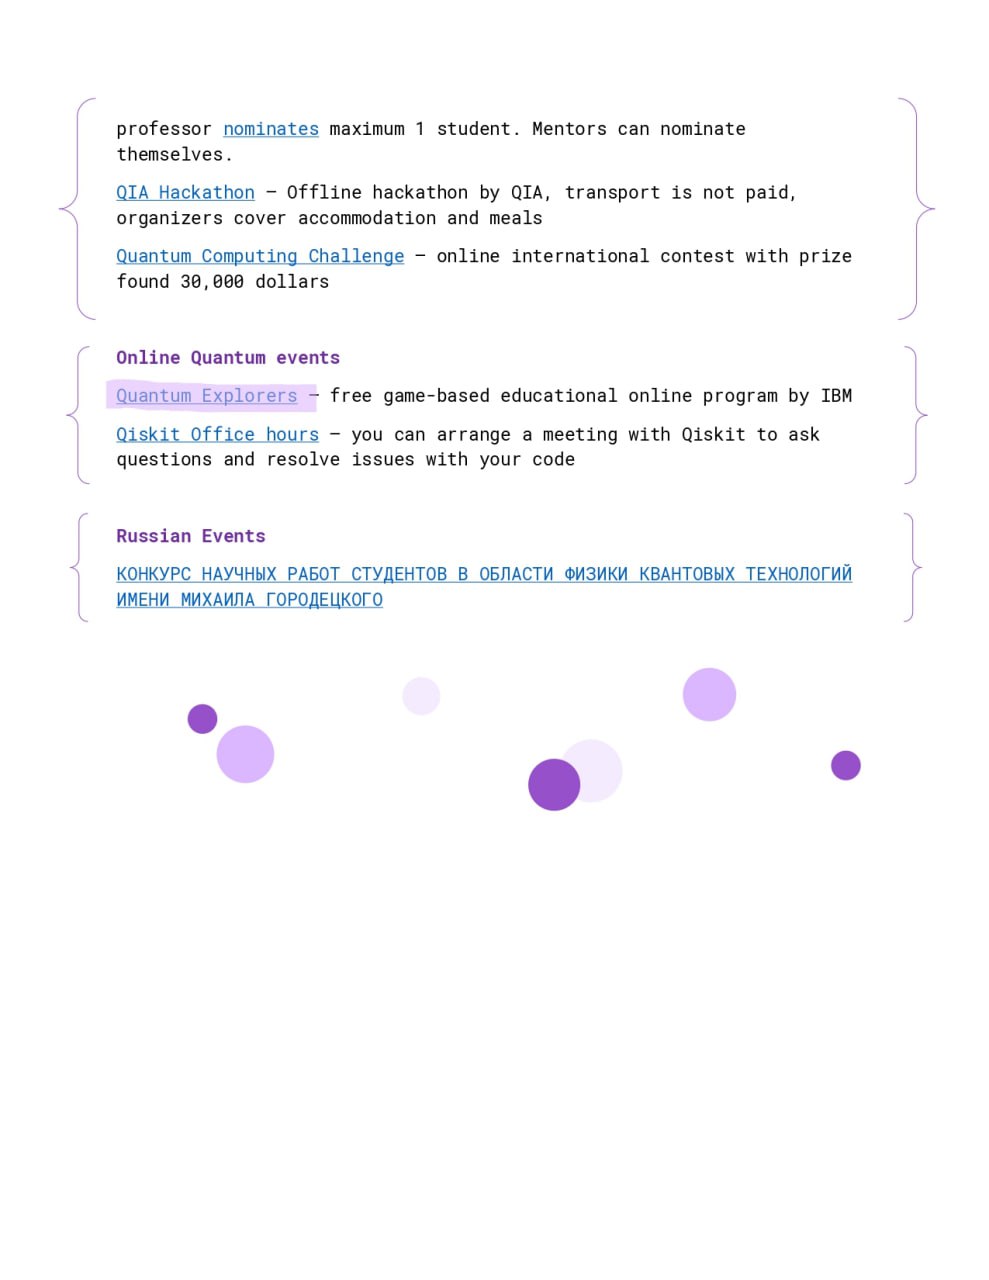 professor nominates maximum 1 student. Mentors can nominate
themselves.
QIA Hackathon – Offline hackathon by QIA, transport is not paid,
organizers cover accommodation and meals
Quantum Computing Challenge – online international contest with prize
found 30,000 dollars
Online Quantum events
Quantum Explorers – free game-based educational online program by IBM
Qiskit Office hours – you can arrange a meeting with Qiskit to ask
questions and resolve issues with your code
Russian Events
КОНКУРС НАУЧНЫХ РАБОТ СТУДЕНТОВ В ОБЛАСТИ ФИЗИКИ КВАНТОВЫХ ТЕХНОЛОГИЙ
ИМЕНИ МИХАИЛА ГОРОДЕЦКОГО